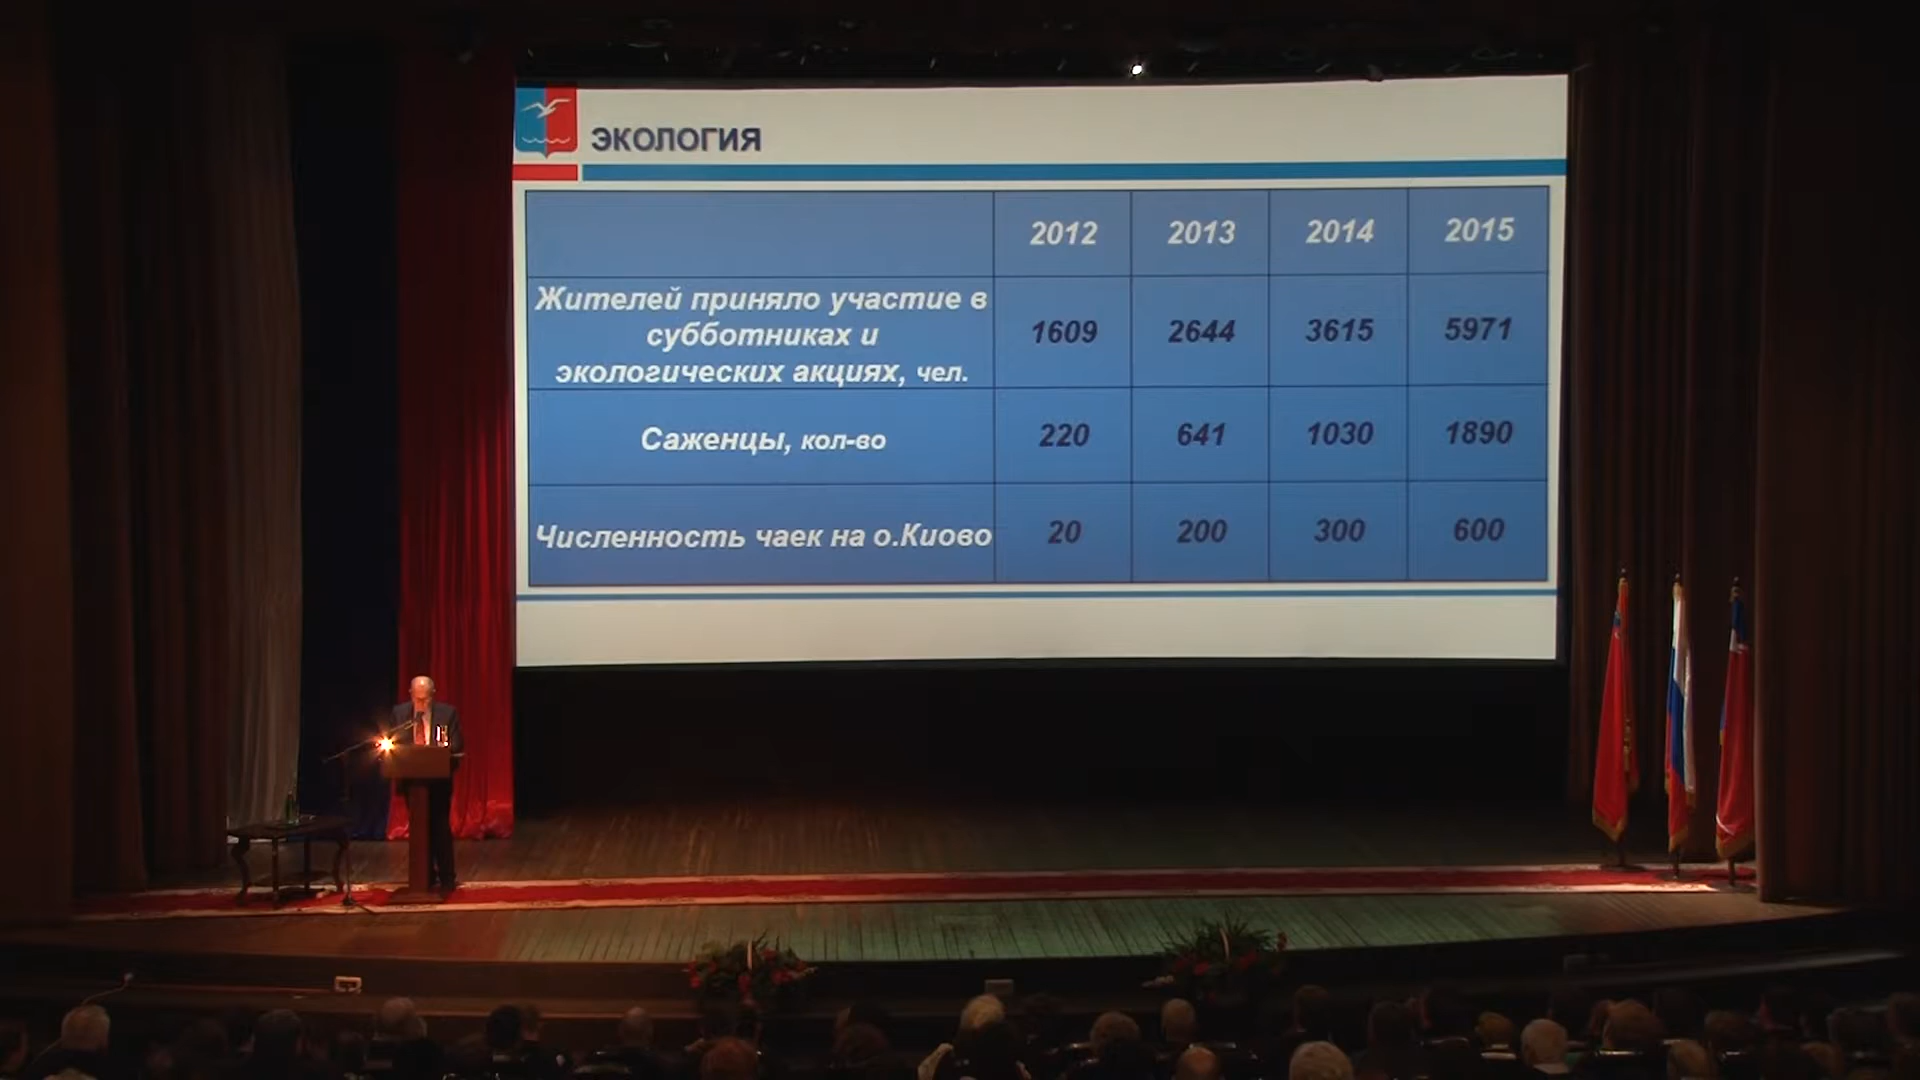 ЭКОЛОГИЯ
2012 2013 2014 2015
Жителей приняло участие в
субботниках и
экологических акциях, чел.
1609 2644 3615 5971
Саженцы, кол-во
220 641 1030 1890
Численность чаек на о.Киово
20 200 300 600